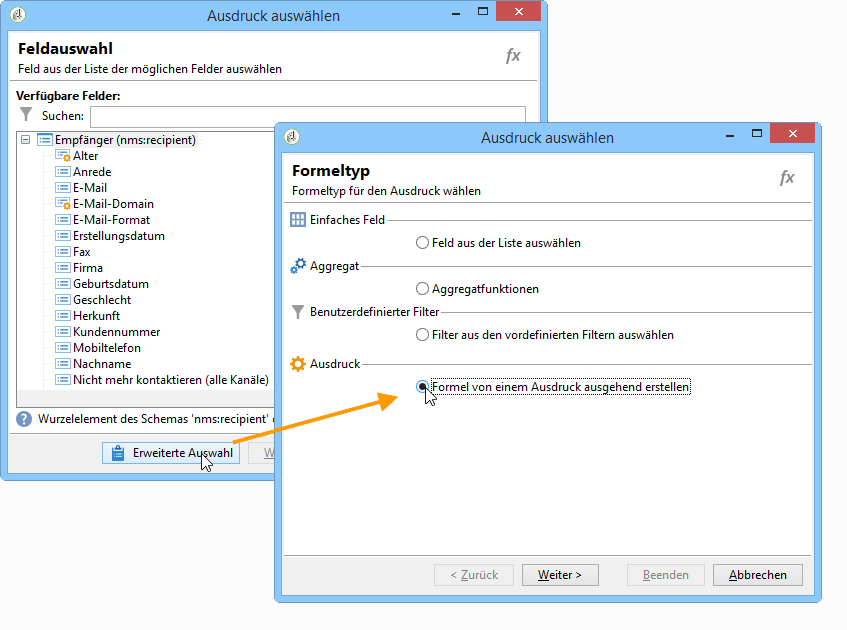 Ausdruck auswählen
Feldauswahl
Feld aus der Liste der möglichen Felder auswählen
fx
Verfügbare Felder:
Suchen:
Empfänger (nms:recipient)
Alter
Anrede
E-Mail
E-Mail-Domain
E-Mail-Format
Erstellungsdatum
Fax
Firma
Geburtsdatum
Geschlecht
Herkunft
Kundennummer
Mobiltelefon
Nachname
Nicht mehr kontaktieren (alle Kanäle)
Wurzelelement des Schemas 'nms:recipient'
Erweiterte Auswahl
Ausdruck auswählen
Formeltyp
Formeltyp für den Ausdruck wählen
fx
Einfaches Feld
Feld aus der Liste auswählen
Aggregat
Aggregatfunktionen
Benutzerdefinierter Filter
Filter aus den vordefinierten Filtern auswählen
Ausdruck
Formel von einem Ausdruck ausgehend erstellen
< Zurück
Weiter >
Beenden
Abbrechen